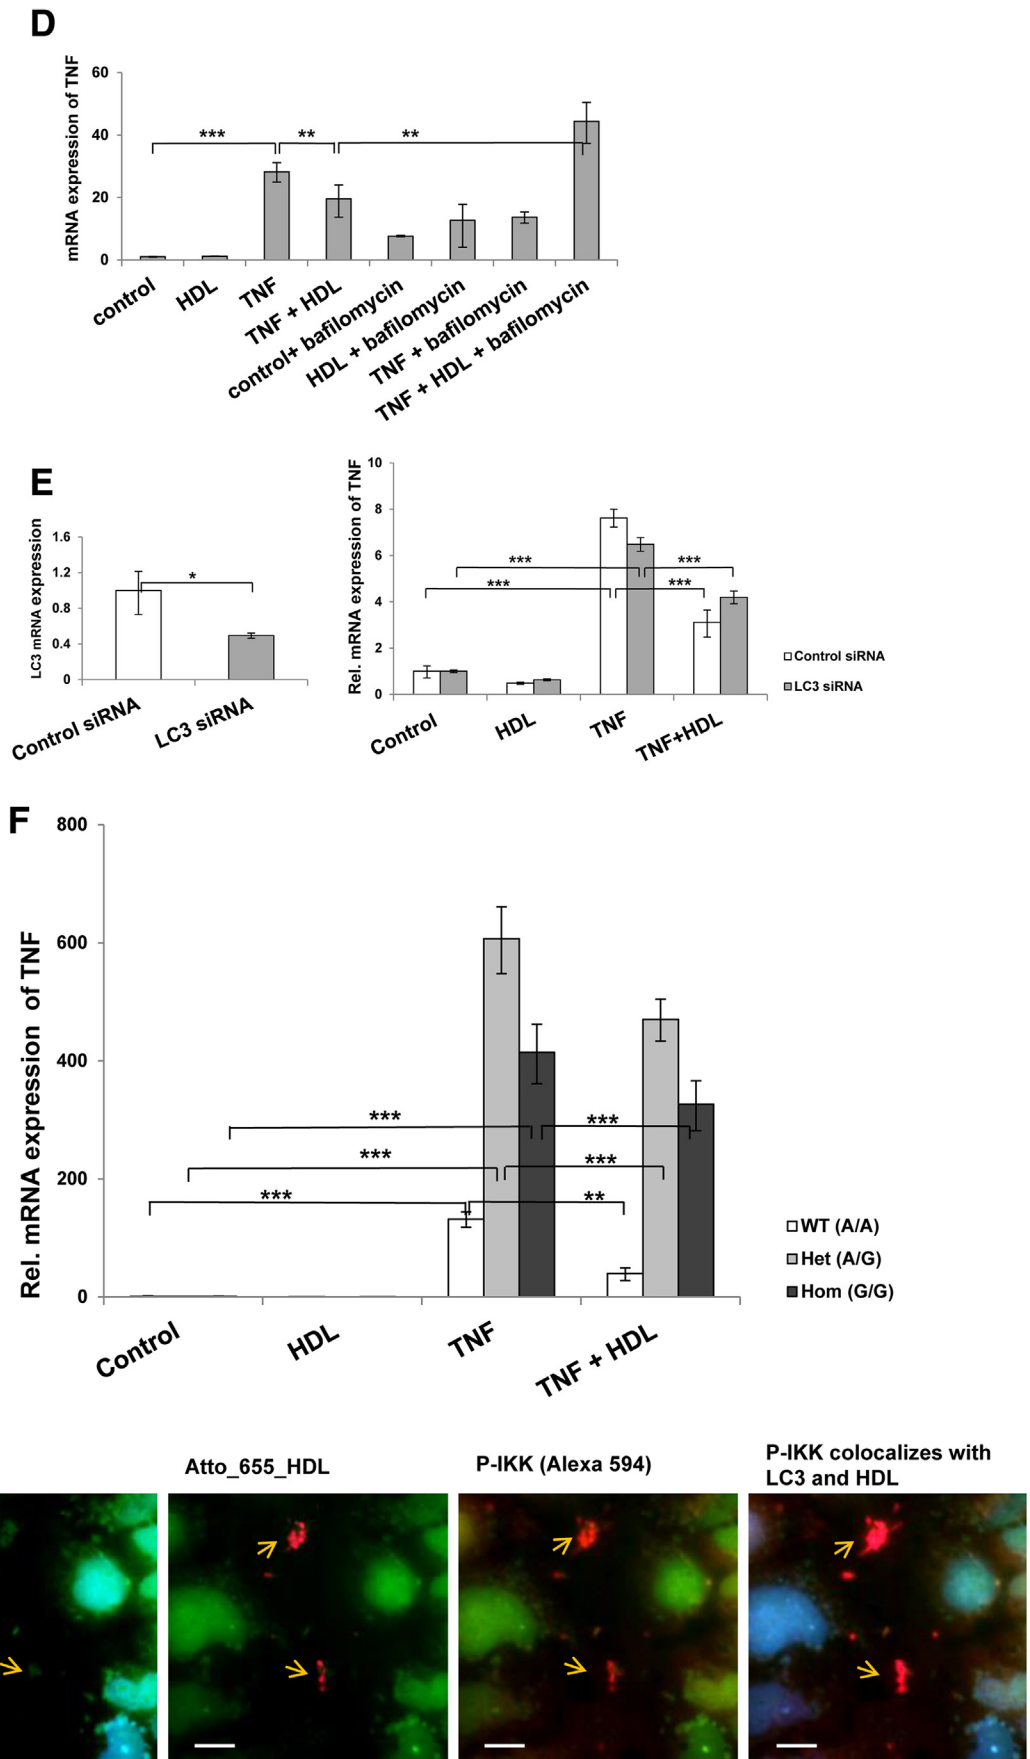 D
mRNA expression of TNF
60
40
20
0
***
**
**
control
HDL
TNF
TNF + HDL
control+ bafilomycin
HDL + bafilomycin
TNF + bafilomycin
TNF + HDL + bafilomycin
E
LC3 mRNA expression
1.6
1.2
0.8
0.4
0
*
Control siRNA
LC3 siRNA
Rel. mRNA expression of TNF
10
8
6
4
2
0
***
***
***
***
Control
HDL
TNF
TNF+HDL
Control siRNA
LC3 siRNA
F
Rel. mRNA expression of TNF
800
600
400
200
0
***
***
***
***
***
**
Control
HDL
TNF
TNF + HDL
WT (A/A)
Het (A/G)
Hom (G/G)
Atto_655_HDL
P-IKK (Alexa 594)
P-IKK colocalizes with
LC3 and HDL